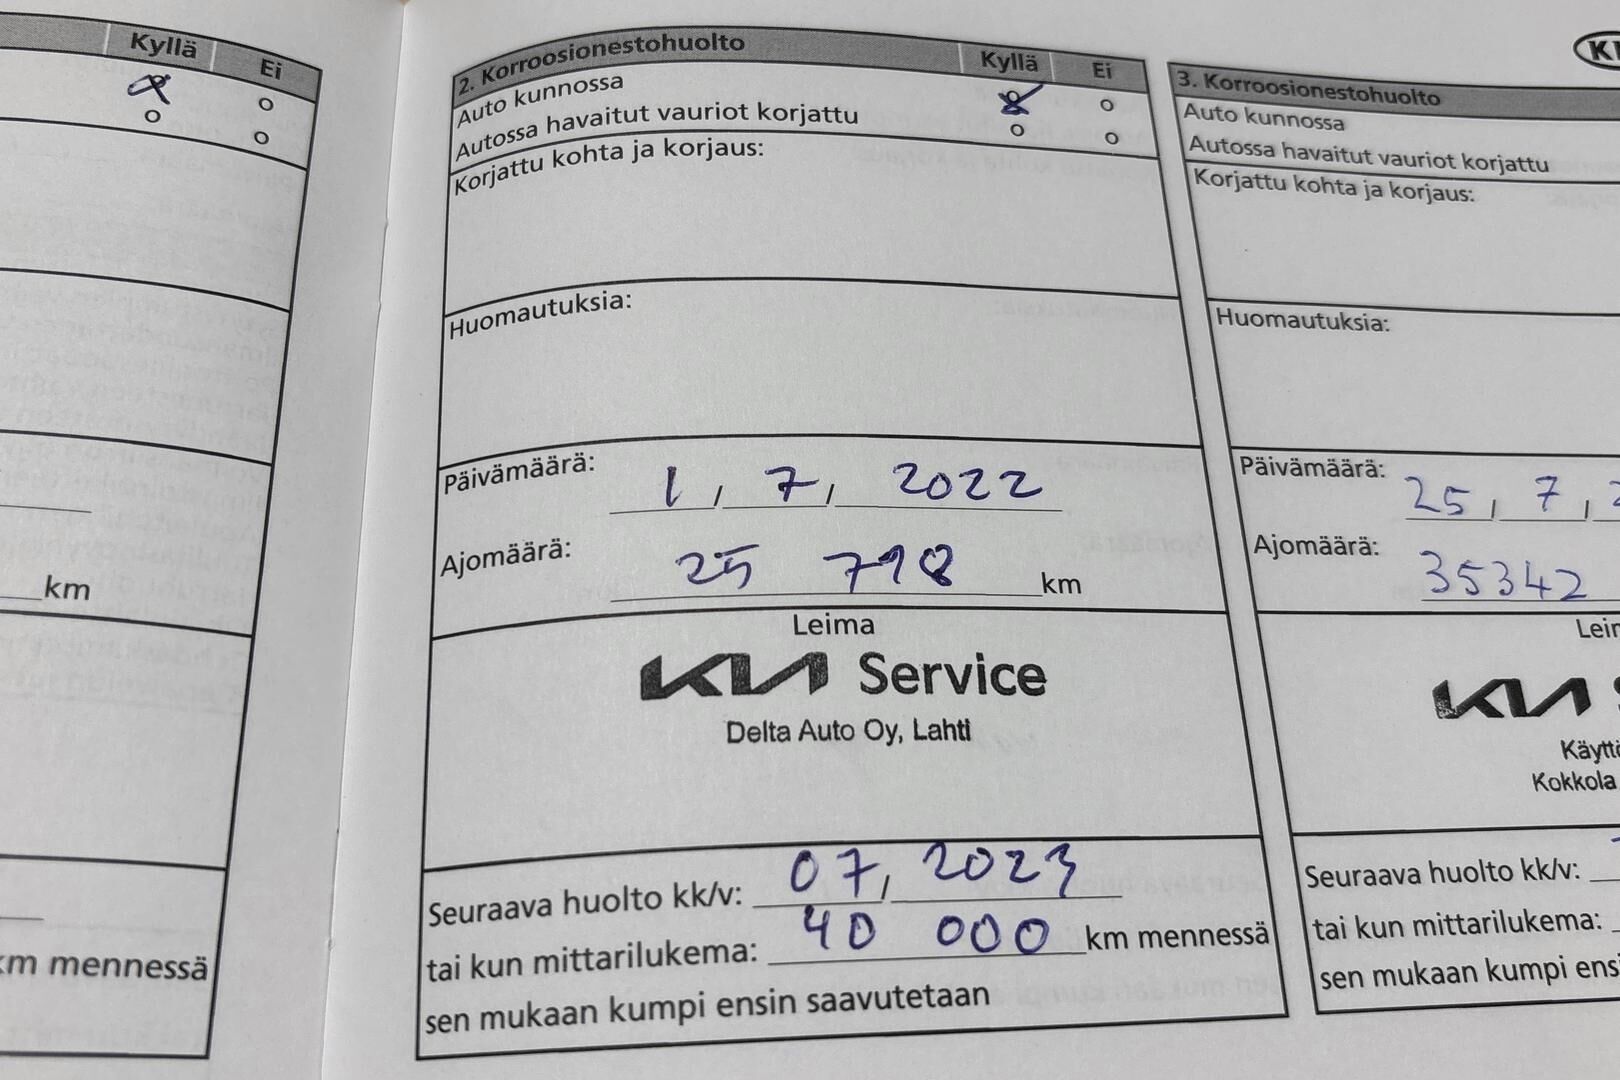 Kyllä Ei
km
km mennessä
2. Korroosionestohuolto Kyllä Ei
Auto kunnossa
Autossa havaitut vauriot korjattu
Korjattu kohta ja korjaus:
Huomautuksia:
Päivämäärä: 1, 7, 2022
Ajomäärä: 25 798 km
Leima
KIA Service
Delta Auto Oy, Lahti
Seuraava huolto kk/v: 07, 2023
tai kun mittarilukema: 40 000 km mennessä
sen mukaan kumpi ensin saavutetaan
3. Korroosionestohuolto
Auto kunnossa
Autossa havaitut vauriot korjattu
Korjattu kohta ja korjaus:
Huomautuksia:
Päivämäärä: 25, 7,
Ajomäärä: 35342
KIA
Kokkola
Seuraava huolto kk/v:
tai kun mittarilukema:
sen mukaan kumpi